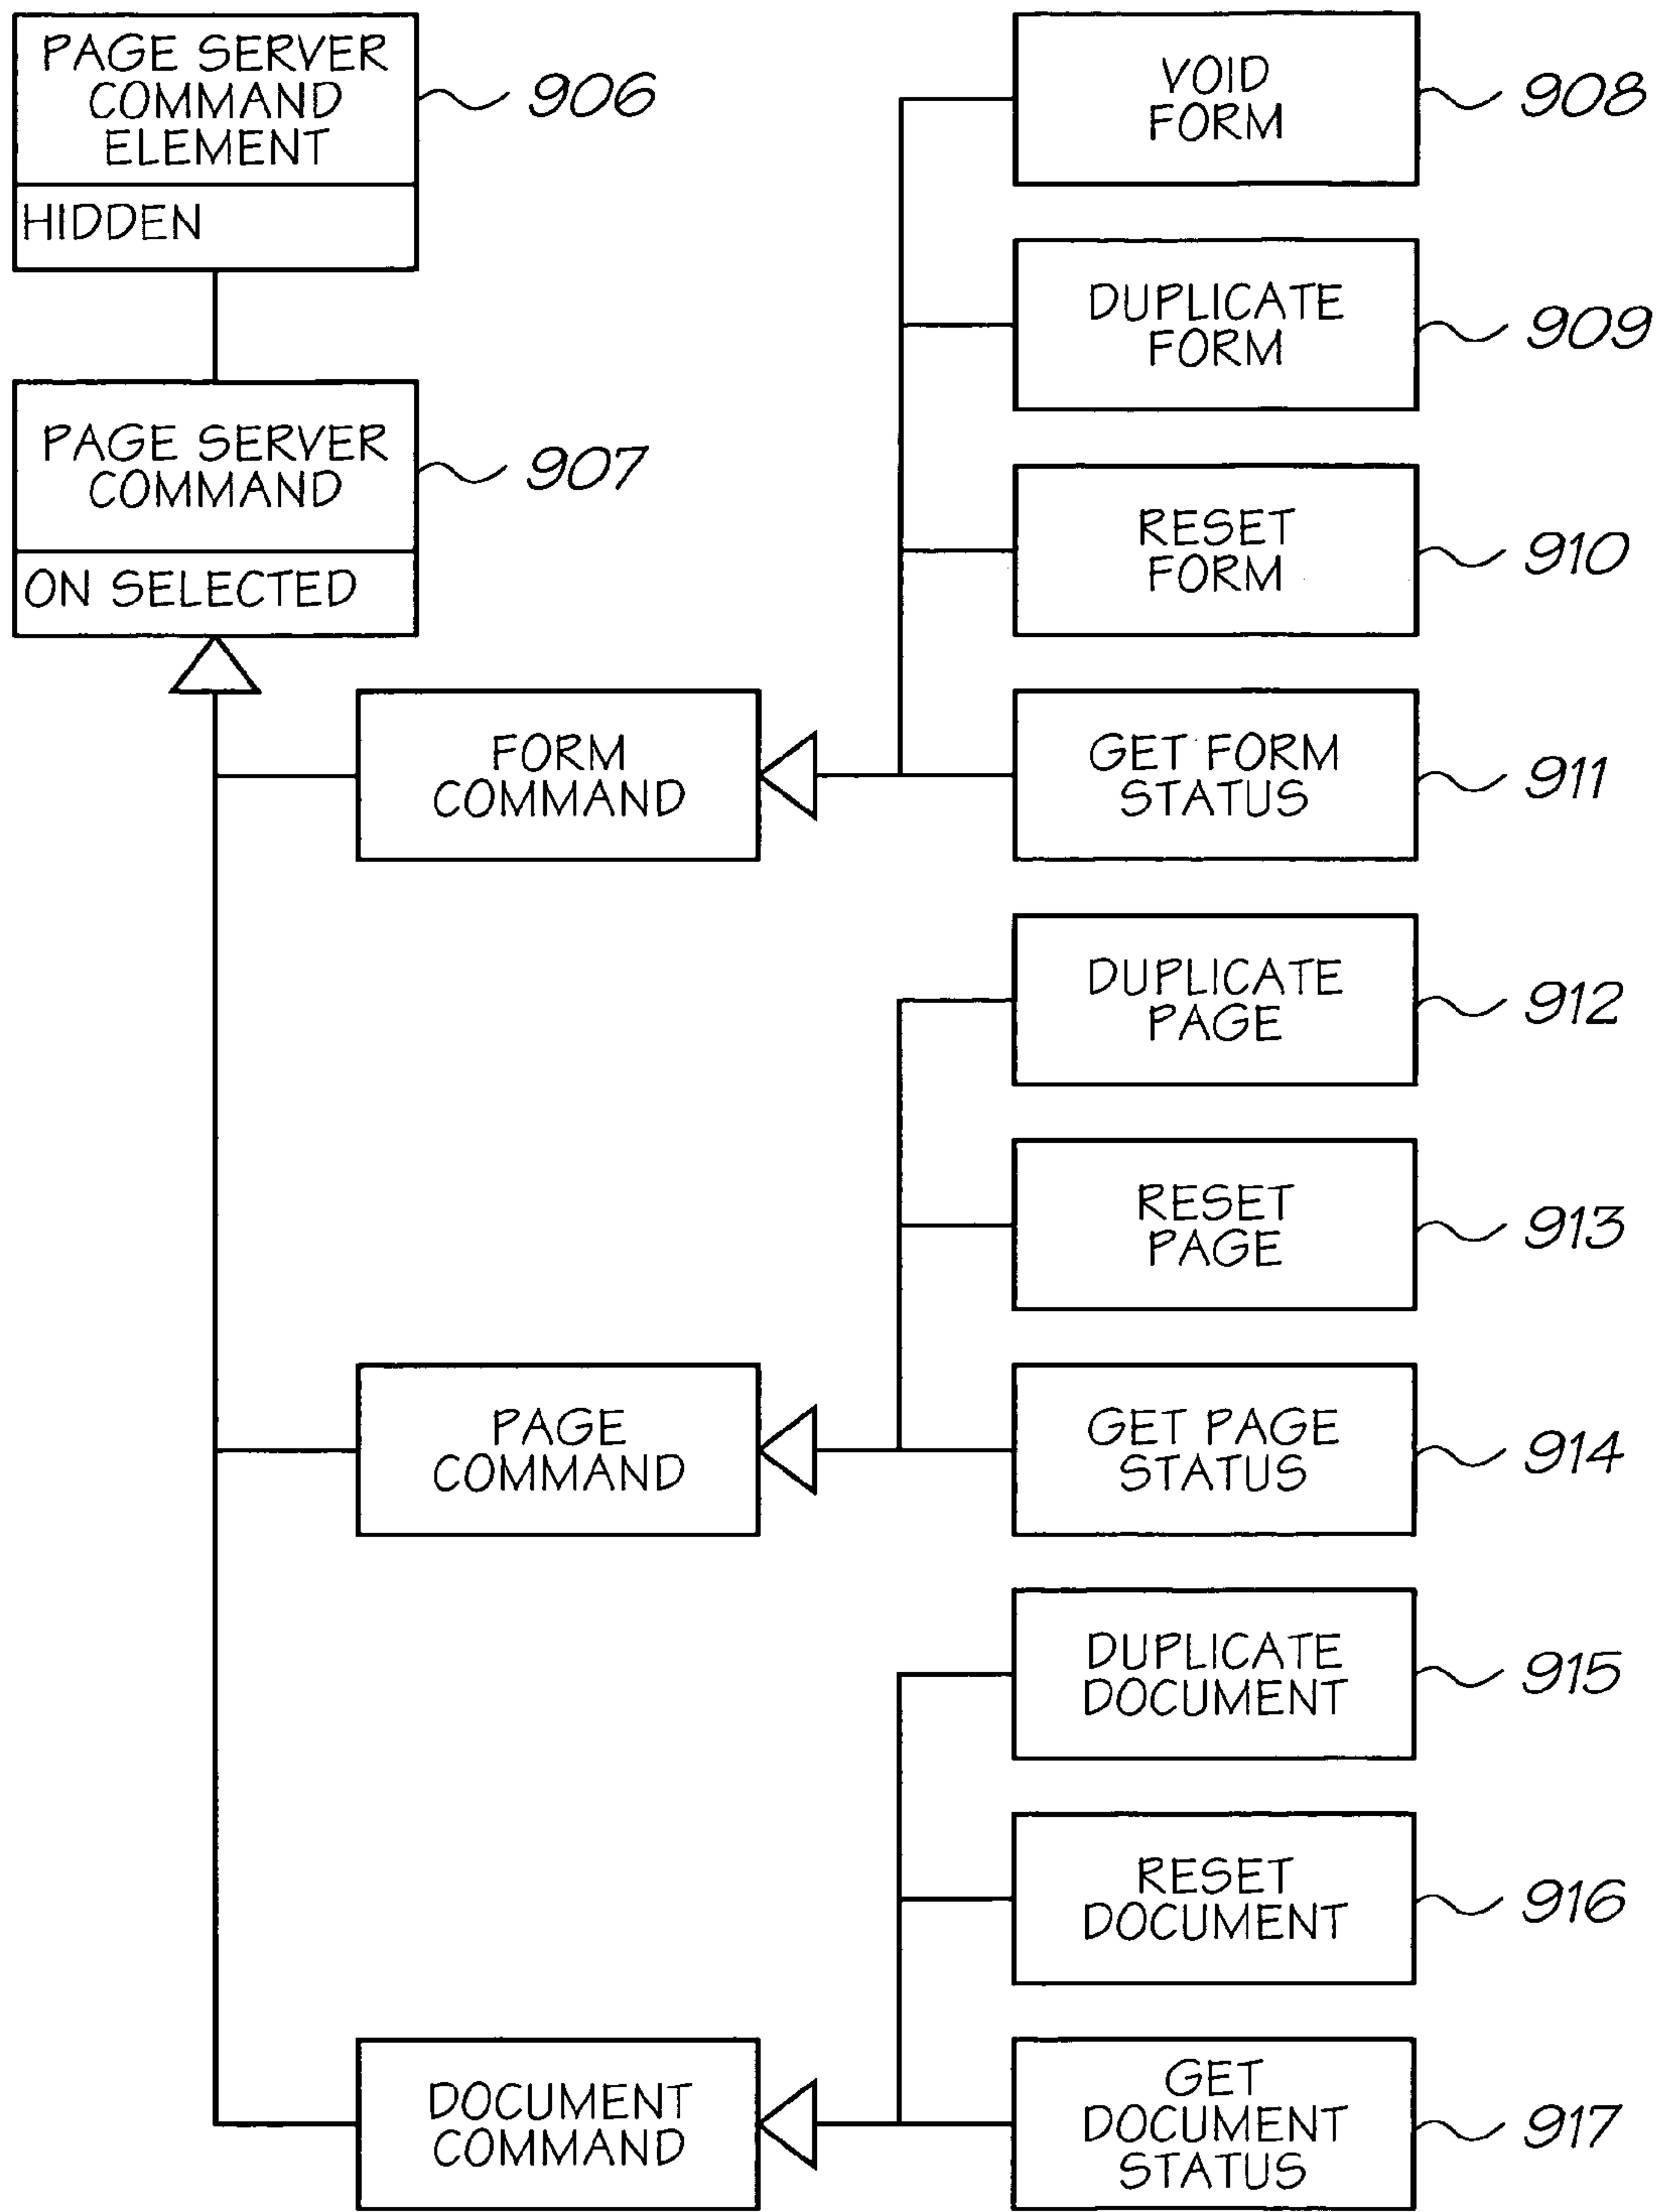 PAGE SERVER
COMMAND
ELEMENT
HIDDEN
906
PAGE SERVER
COMMAND
ON SELECTED
907
VOID
FORM
908
DUPLICATE
FORM
909
RESET
FORM
910
FORM
COMMAND
GET FORM
STATUS
911
DUPLICATE
PAGE
912
RESET
PAGE
913
PAGE
COMMAND
GET PAGE
STATUS
914
DUPLICATE
DOCUMENT
915
RESET
DOCUMENT
916
DOCUMENT
COMMAND
GET
DOCUMENT
STATUS
917